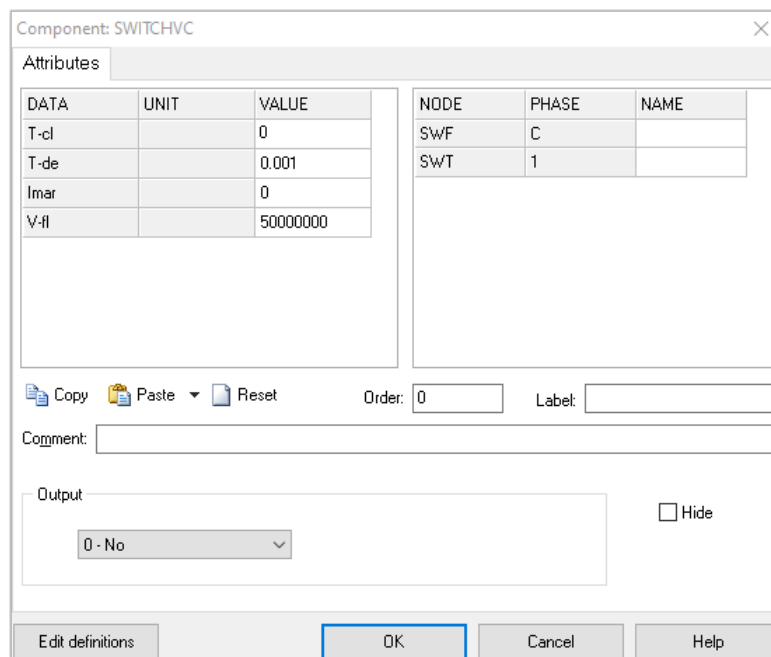 Component: SWITCHVC
Attributes
DATA UNIT VALUE
T-cl 0
T-de 0.001
Imar 0
V-fl 50000000
NODE PHASE NAME
SWF C
SWT 1
Copy Paste Reset Order: 0 Label:
Comment:
Output
0 - No
Hide
Edit definitions OK Cancel Help